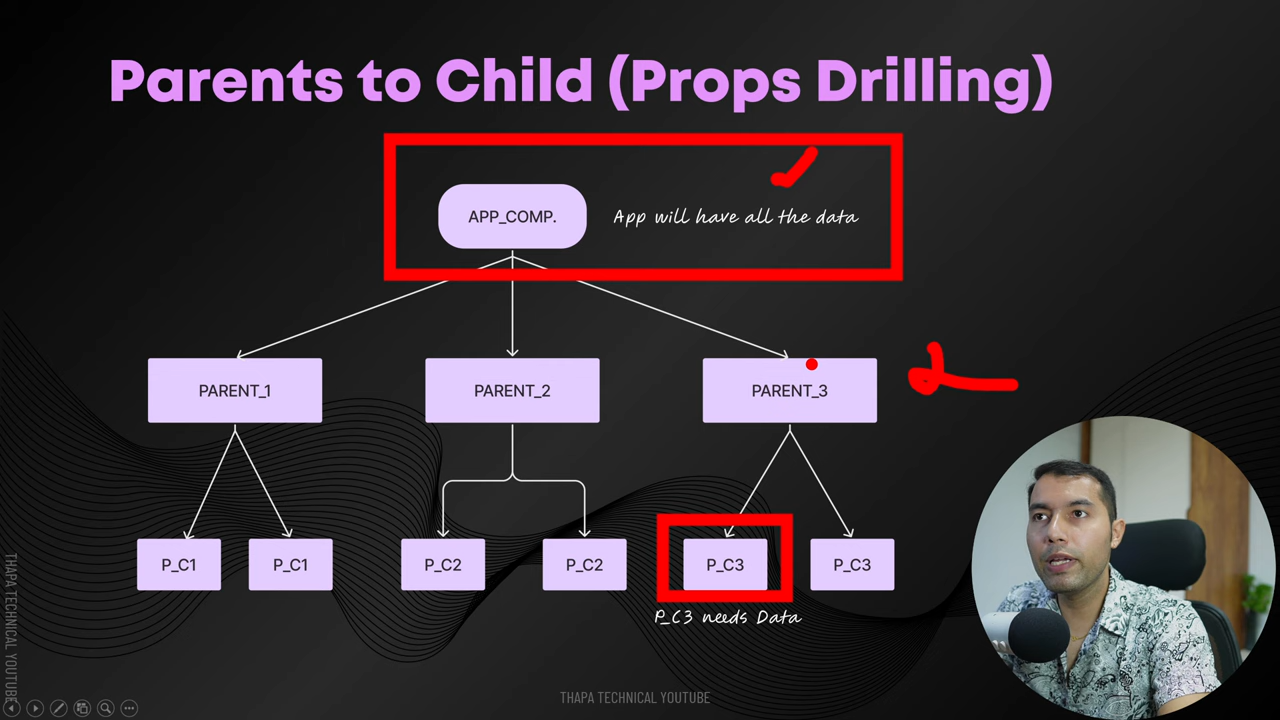 Parents to Child (Props Drilling)
APP_COMP.
App will have all the data
PARENT_1
PARENT_2
PARENT_3
P_C1
P_C1
P_C2
P_C2
P_C3
P_C3
P_C3 needs Data
THAPA TECHNICAL YOUTUBE
THAPA TECHNICAL YOUTUBE